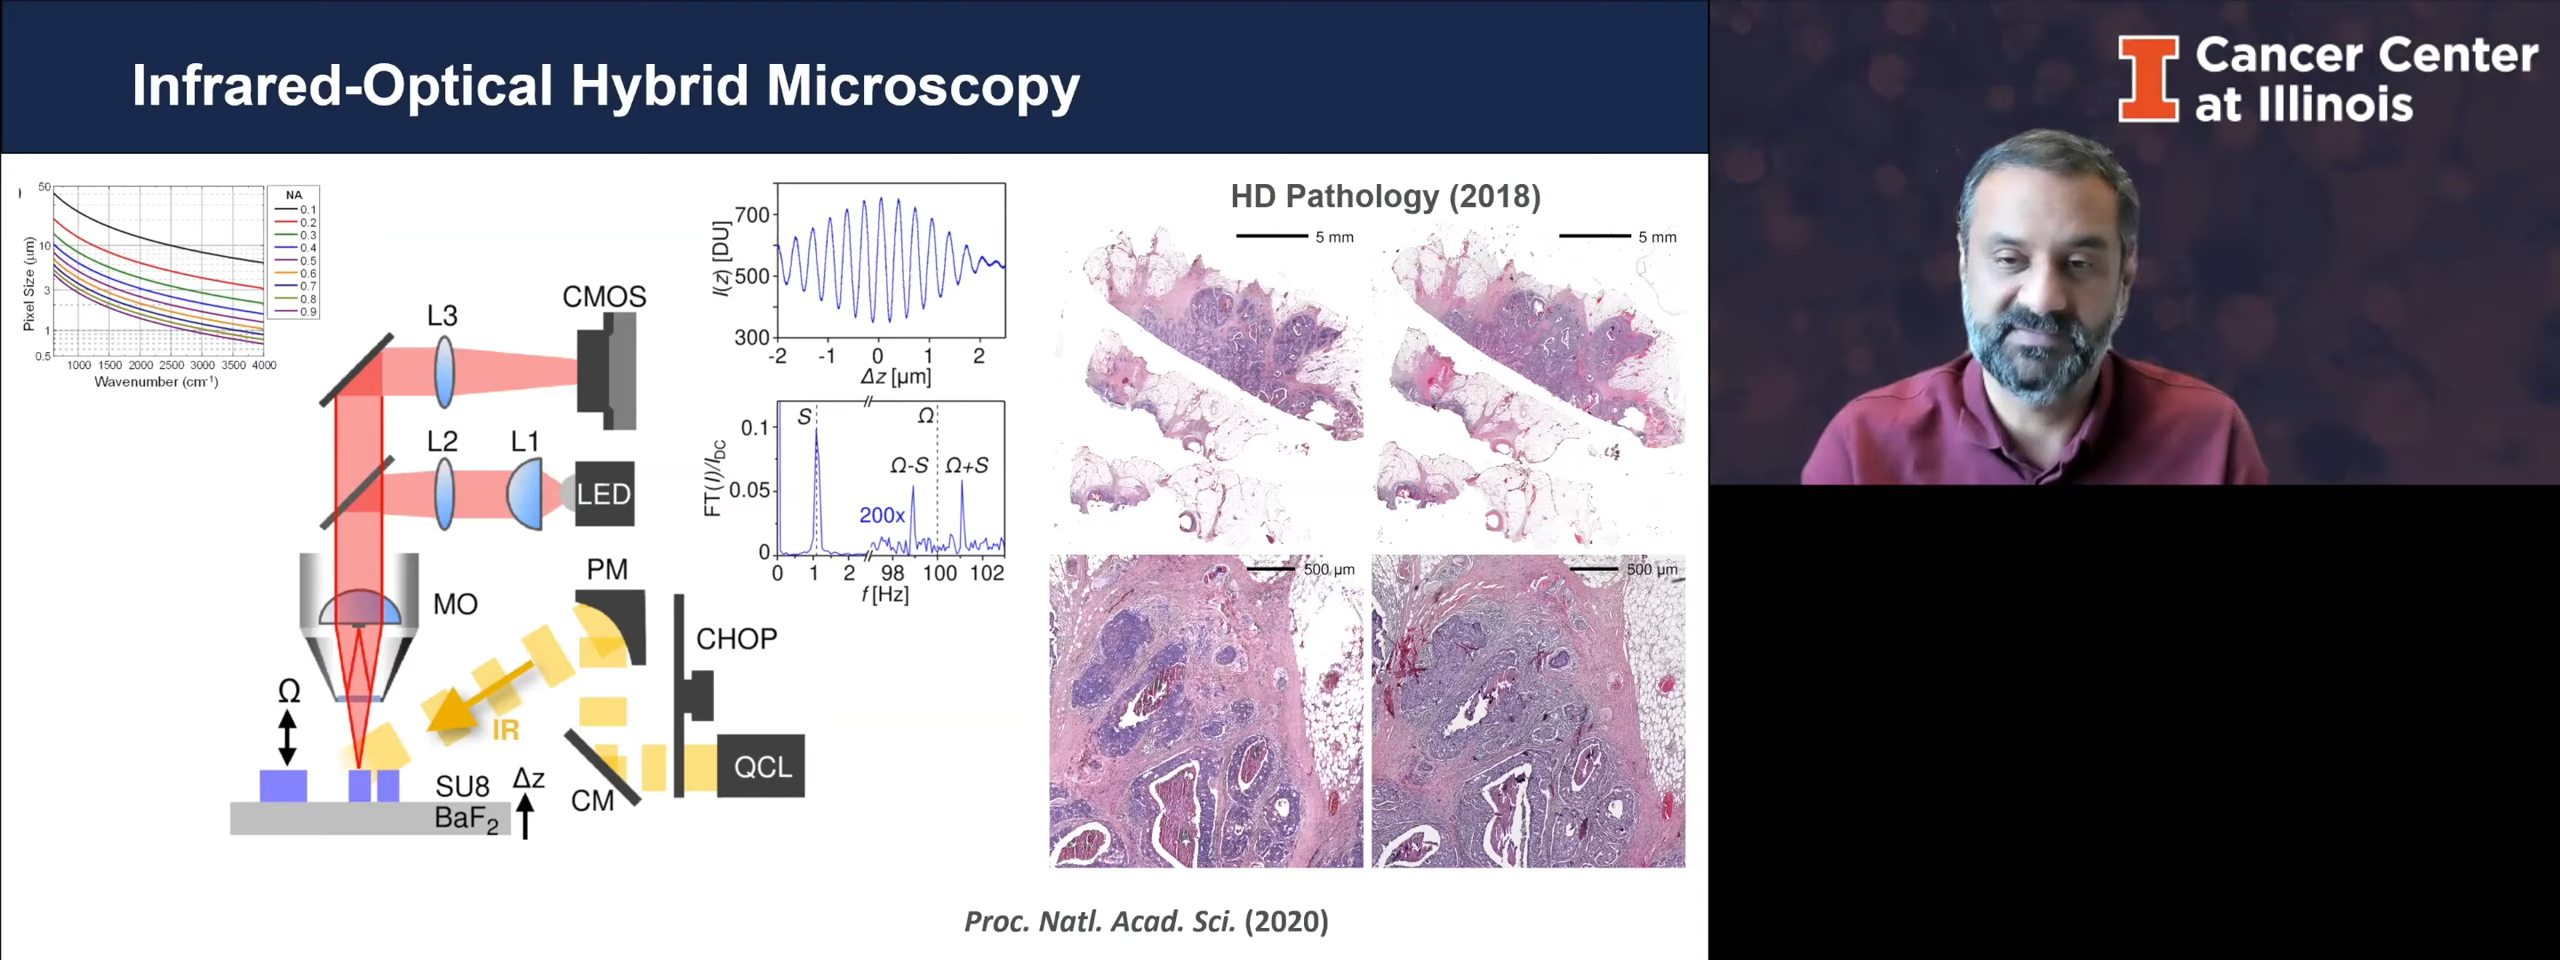 Infrared-Optical Hybrid Microscopy
Cancer Center
at Illinois
50
10
3
1
0.5
Pixel Size (μm)
1000 1500 2000 2500 3000 3500 4000
Wavenumber (cm-1)
NA
0.1
0.2
0.3
0.4
0.5
0.6
0.7
0.8
0.9
CMOS
L3
L2
L1
LED
MO
PM
CHOP
IR
QCL
CM
Ω
SU8
BaF2
Δz
I(z) [DU]
700
500
300
-2 -1 0 1 2
Δz [μm]
FT(I)/IDC
0.1
0.05
0
S
Ω
Ω-S
Ω+S
200x
0 1 2 98 100 102
f [Hz]
HD Pathology (2018)
5 mm
5 mm
500 μm
500 μm
Proc. Natl. Acad. Sci. (2020)